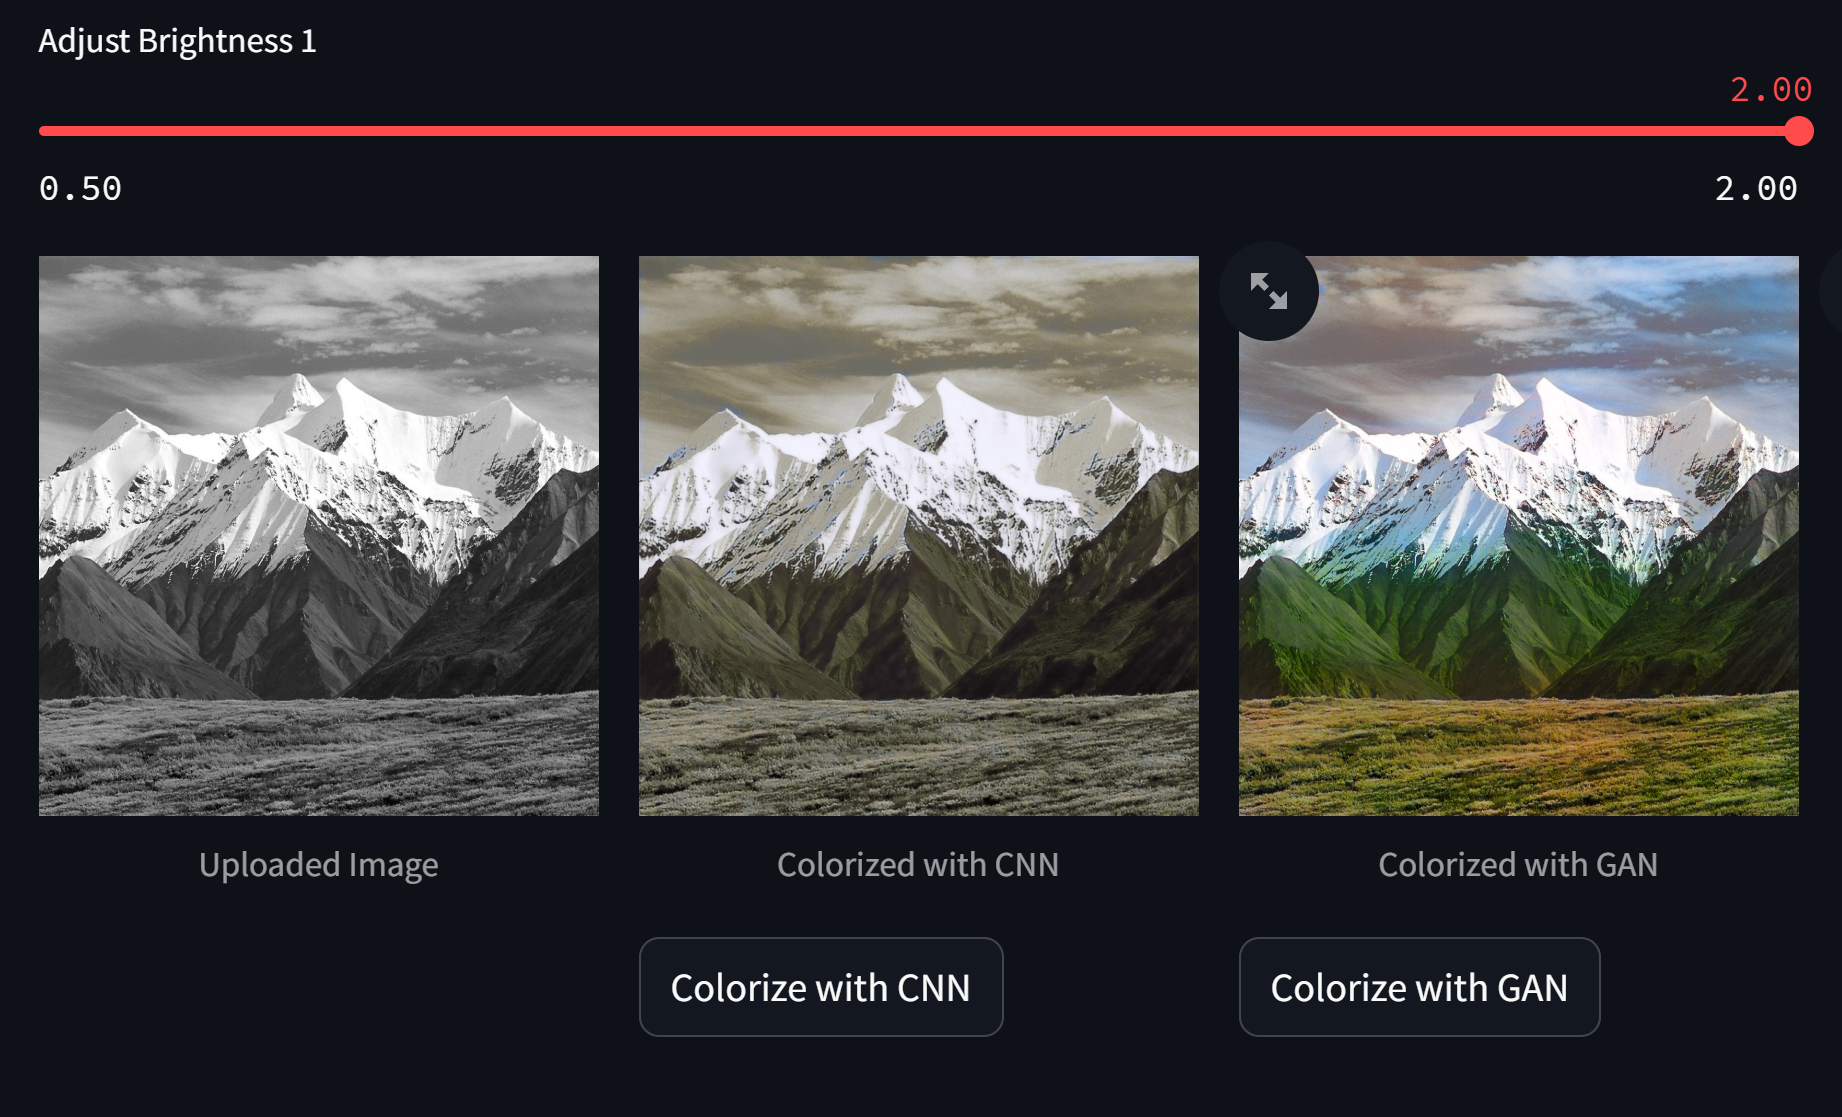 Adjust Brightness 1
2.00
0.50
2.00
Uploaded Image
Colorized with CNN
Colorized with GAN
Colorize with CNN
Colorize with GAN